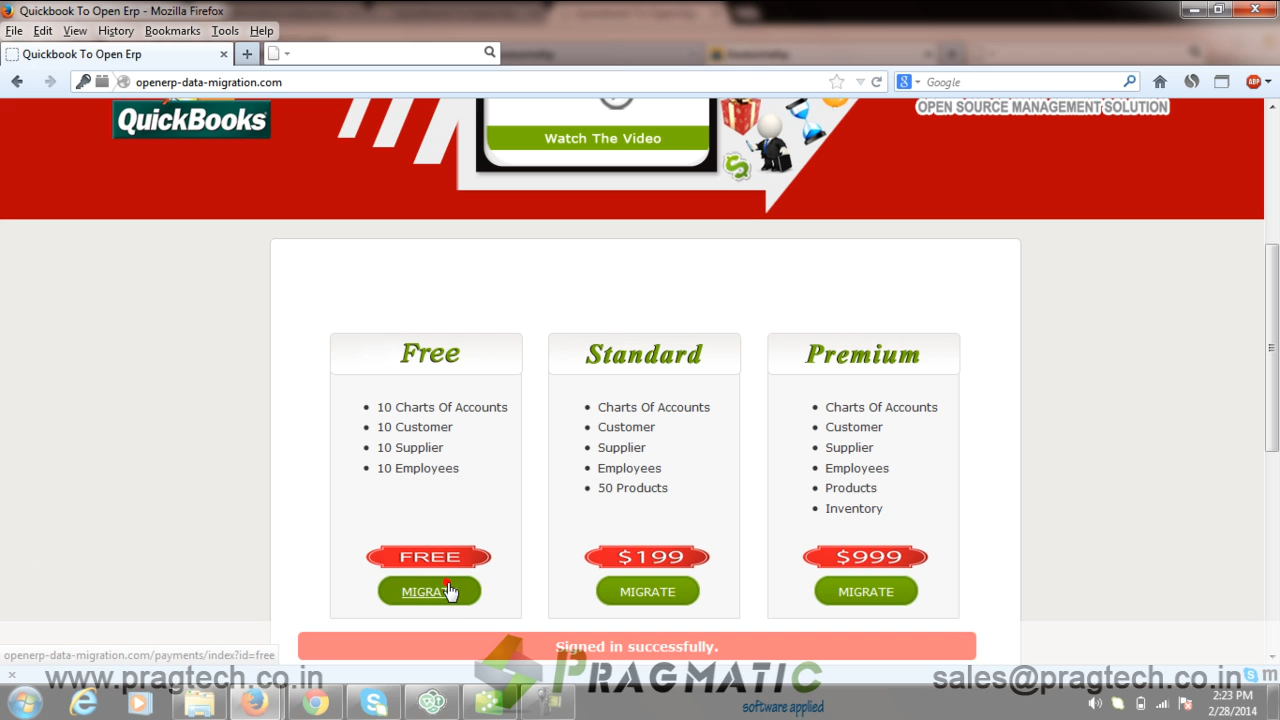 Quickbook To Open Erp - Mozilla Firefox
File Edit View History Bookmarks Tools Help
Quickbook To Open Erp
openerp-data-migration.com
Google
ABP
QuickBooks
Watch The Video
OPEN SOURCE MANAGEMENT SOLUTION
Free
10 Charts Of Accounts
10 Customer
10 Supplier
10 Employees
FREE
MIGRATE
Standard
Charts Of Accounts
Customer
Supplier
Employees
50 Products
$199
MIGRATE
Premium
Charts Of Accounts
Customer
Supplier
Employees
Products
Inventory
$999
MIGRATE
Signed in successfully.
openerp-data-migration.com/payments/index?id=free
www.pragtech.co.in
PRAGMATIC
software applied
sales@pragtech.co.in
2:23 PM
2/28/2014